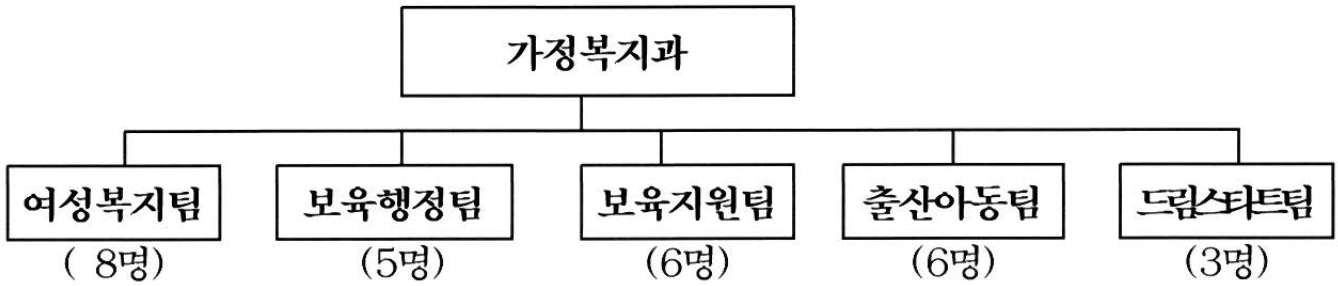 가정복지과
여성복지팀 보육행정팀 보육지원팀 출산아동팀 드림스타트팀
( 8명) (5명) (6명) (6명) (3명)